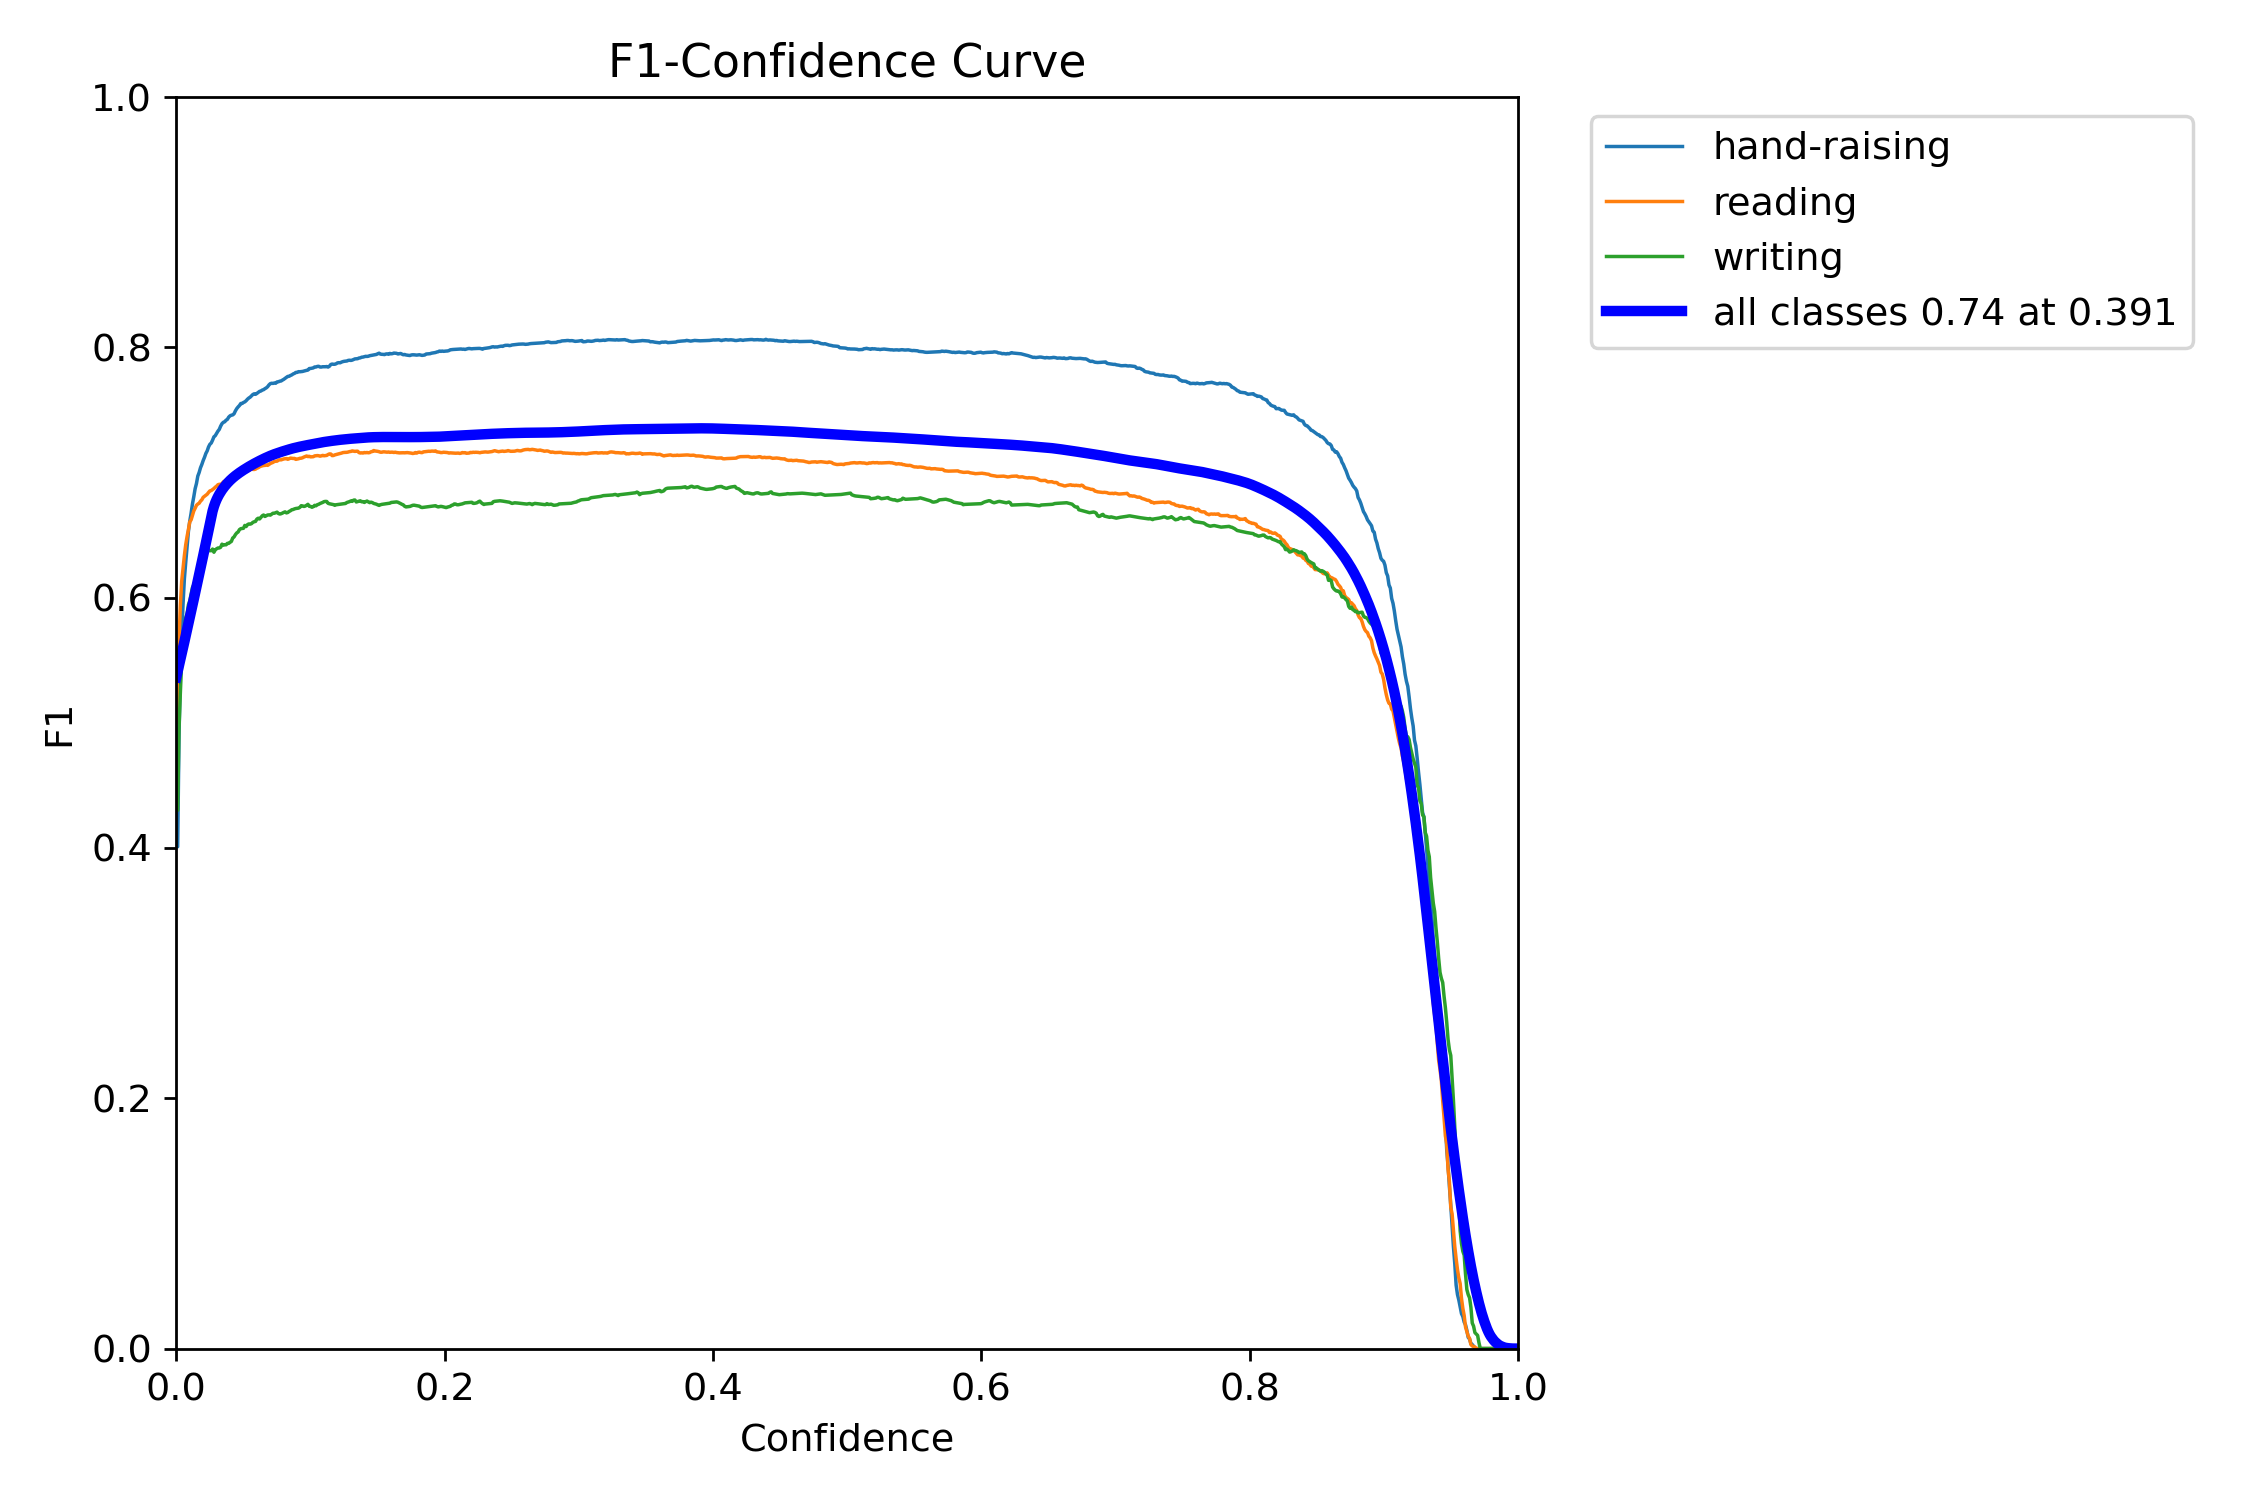 F1-Confidence Curve
1.0
0.8
0.6
0.4
0.2
0.0
F1
0.0 0.2 0.4 0.6 0.8 1.0
Confidence
hand-raising
reading
writing
all classes 0.74 at 0.391